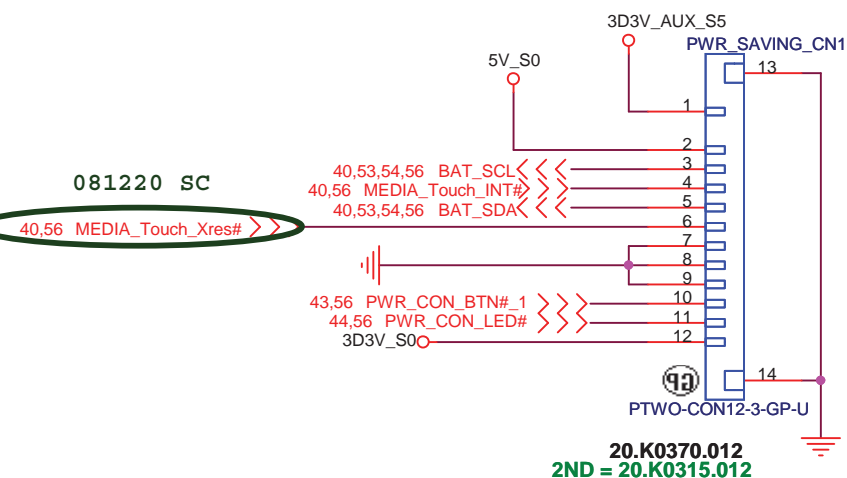 3D3V_AUX_S5
PWR_SAVING_CN1
5V_S0
13
1
2
40,53,54,56 BAT_SCL 3
081220 SC
40,56 MEDIA_Touch_INT# 4
40,53,54,56 BAT_SDA 5
40,56 MEDIA_Touch_Xres# 6
7
8
9
43,56 PWR_CON_BTN#_1 10
44,56 PWR_CON_LED# 11
3D3V_S0 12
GP
14
PTWO-CON12-3-GP-U
20.K0370.012
2ND = 20.K0315.012